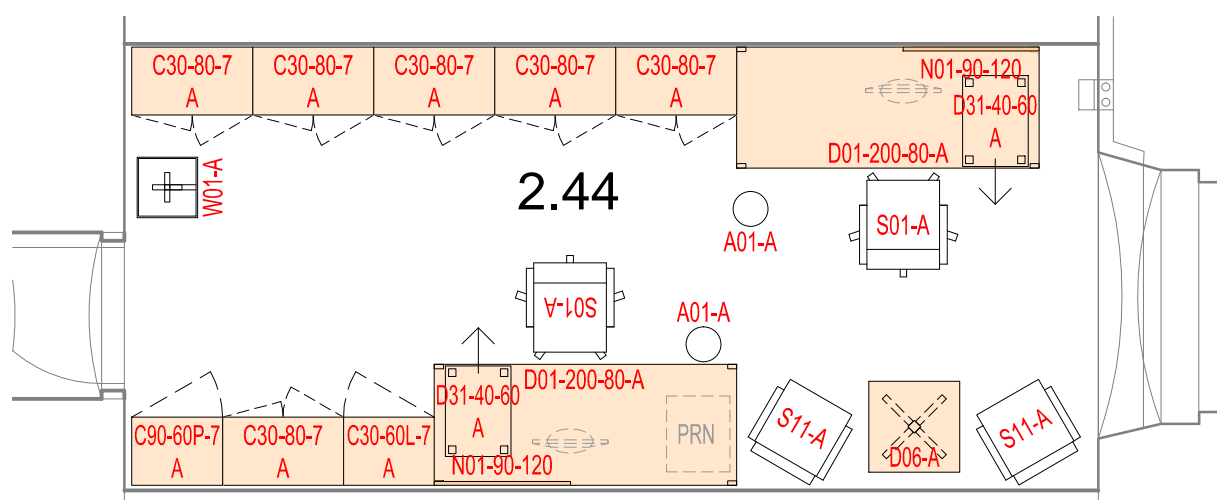 C30-80-7
A
C30-80-7
A
C30-80-7
A
C30-80-7
A
C30-80-7
A
N01-90-120
D31-40-60
A
D01-200-80-A
W01-A
2.44
S01-A
A01-A
S01-A
A01-A
D01-200-80-A
D31-40-60
A
N01-90-120
PRN
C90-60P-7
A
C30-80-7
A
C30-60L-7
A
S11-A
D06-A
S11-A